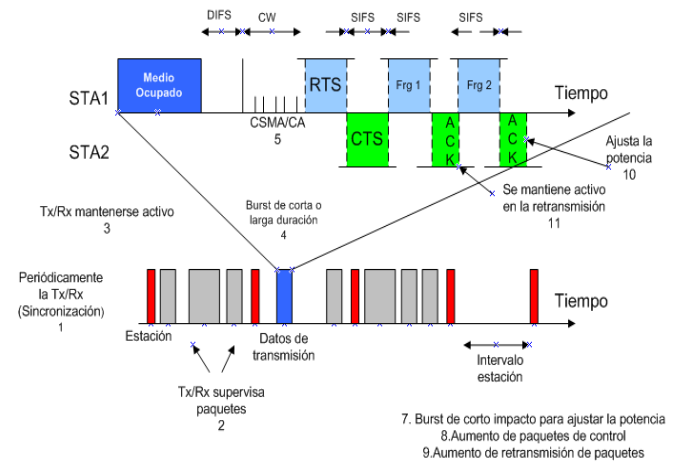 DIFS
CW
SIFS
SIFS
SIFS
Medio
Ocupado
RTS
Frg 1
Frg 2
STA1
Tiempo
CSMA/CA
5
STA2
CTS
ACK
ACK
Ajusta la
potencia
10
Se mantiene activo
en la retransmisión
11
Tx/Rx mantenerse activo
3
Burst de corta o
larga duración
4
Periódicamente
la Tx/Rx
(Sincronización)
1
Tiempo
Estación
Datos de
transmisión
Intervalo
estación
Tx/Rx supervisa
paquetes
2
7. Burst de corto impacto para ajustar la potencia
8.Aumento de paquetes de control
9.Aumento de retransmisión de paquetes